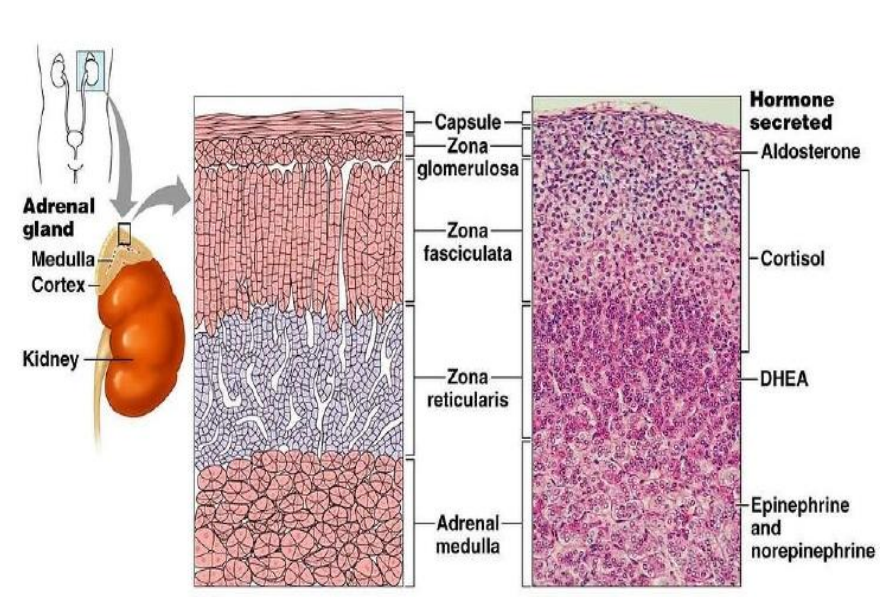 Adrenal
gland
Medulla
Cortex
Kidney
Capsule
Zona
glomerulosa
Zona
fasciculata
Zona
reticularis
Adrenal
medulla
Hormone
secreted
Aldosterone
Cortisol
DHEA
Epinephrine
and
norepinephrine